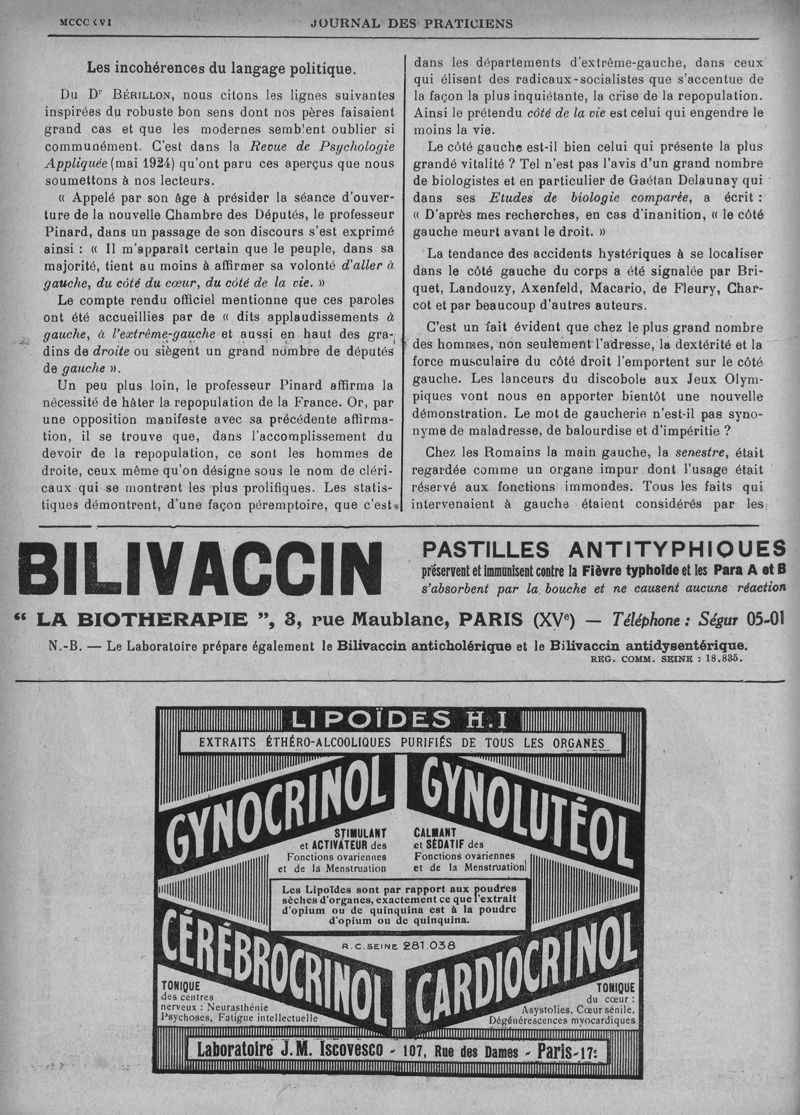 MCCCXVI
JOURNAL DES PRATICIENS
Les incohérences du langage politique.
Du Dr BÉRILLON, nous citons les lignes suivantes
inspirées du robuste bon sens dont nos pères faisaient
grand cas et que les modernes semblent oublier si
communément. C'est dans la Revue de Psychologie
Appliquée (mai 1924) qu'ont paru ces aperçus que nous
soumettons à nos lecteurs.
« Appelé par son âge à présider la séance d'ouver-
ture de la nouvelle Chambre des Députés, le professeur
Pinard, dans un passage de son discours s'est exprimé
ainsi : « Il m'apparaît certain que le peuple, dans sa
majorité, tient au moins à affirmer sa volonté d'aller à
gauche, du côté du cœur, du côté de la vie. »
Le compte rendu officiel mentionne que ces paroles
ont été accueillies par de « dits applaudissements à
gauche, à l'extrême-gauche et aussi en haut des gra-
dins de droite ou siègent un grand nombre de députés
de gauche ».
Un peu plus loin, le professeur Pinard affirma la
nécessité de hâter la repopulation de la France. Or, par
une opposition manifeste avec sa précédente affirma-
tion, il se trouve que, dans l'accomplissement du
devoir de la repopulation, ce sont les hommes de
droite, ceux même qu'on désigne sous le nom de cléri-
caux qui se montrent les plus prolifiques. Les statis-
tiques démontrent, d'une façon péremptoire, que c'est
dans les départements d'extrême-gauche, dans ceux
qui élisent des radicaux-socialistes que s'accentue de
la façon la plus inquiétante, la crise de la repopulation.
Ainsi le prétendu côté de la vie est celui qui engendre le
moins la vie.
Le côté gauche est-il bien celui qui présente la plus
grande vitalité ? Tel n'est pas l'avis d'un grand nombre
de biologistes et en particulier de Gaétan Delaunay qui
dans ses Etudes de biologie comparée, a écrit :
« D'après mes recherches, en cas d'inanition, « le côté
gauche meurt avant le droit. »
La tendance des accidents hystériques à se localiser
dans le côté gauche du corps a été signalée par Bri-
quet, Landouzy, Axenfeld, Macario, de Fleury, Char-
cot et par beaucoup d'autres auteurs.
C'est un fait évident que chez le plus grand nombre
des hommes, non seulement l'adresse, la dextérité et la
force musculaire du côté droit l'emportent sur le côté
gauche. Les lanceurs du discobole aux Jeux Olym-
piques vont nous en apporter bientôt une nouvelle
démonstration. Le mot de gaucherie n'est-il pas syno-
nyme de maladresse, de balourdise et d'impéritie ?
Chez les Romains la main gauche, la senestre, était
regardée comme un organe impur dont l'usage était
réservé aux fonctions immondes. Tous les faits qui
intervenaient à gauche étaient considérés par les
BILIVACCIN
PASTILLES ANTITYPHIQUES
préservent et immunisent contre la Fièvre typhoïde et les Para A et B
s'absorbent par la bouche et ne causent aucune réaction
“ LA BIOTHERAPIE ”, 3, rue Maublanc, PARIS (XVe) — Téléphone : Ségur 05-01
N.-B. — Le Laboratoire prépare également le Bilivaccin anticholérique et le Bilivaccin antidysentérique.
REG. COMM. SEINE : 18.835.
LIPOÏDES H.I
EXTRAITS ÉTHÉRO-ALCOOLIQUES PURIFIÉS DE TOUS LES ORGANES
GYNOCRINOL
STIMULANT
et ACTIVATEUR des
Fonctions ovariennes
et de la Menstruation
GYNOLUTÉOL
CALMANT
et SÉDATIF des
Fonctions ovariennes
et de la Menstruation
Les Lipoïdes sont par rapport aux poudres
sèches d'organes, exactement ce que l'extrait
d'opium ou de quinquina est à la poudre
d'opium ou de quinquina.
R.C. SEINE 281.038
CÉRÉBROCRINOL
TONIQUE
des centres
nerveux : Neurasthénie
Psychoses, Fatigue intellectuelle
CARDIOCRINOL
TONIQUE
du cœur :
Asystolies, Cœur sénile,
Dégénérescences myocardiques
Laboratoire J.M. Iscovesco - 107, Rue des Dames - Paris-17e